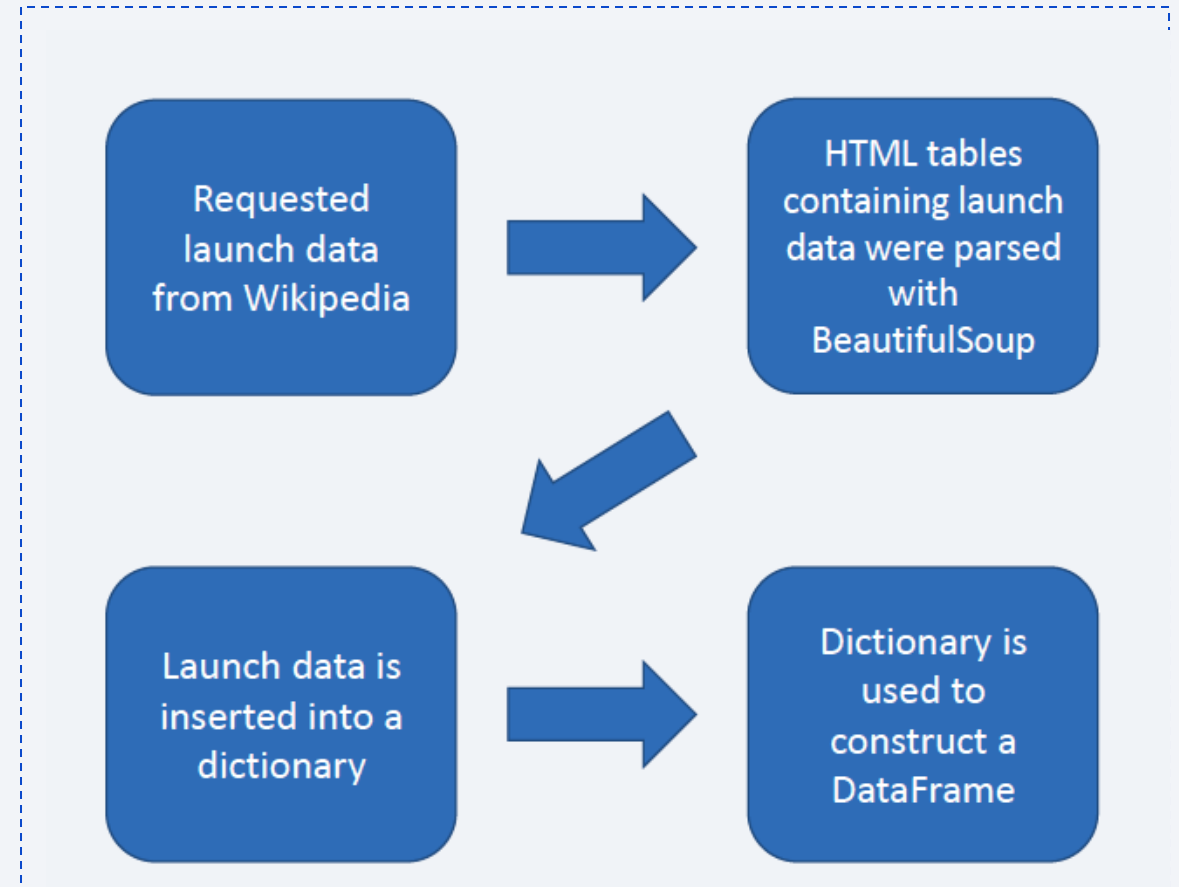 Requested
launch data
from Wikipedia
HTML tables
containing launch
data were parsed
with
BeautifulSoup
Launch data is
inserted into a
dictionary
Dictionary is
used to
construct a
DataFrame